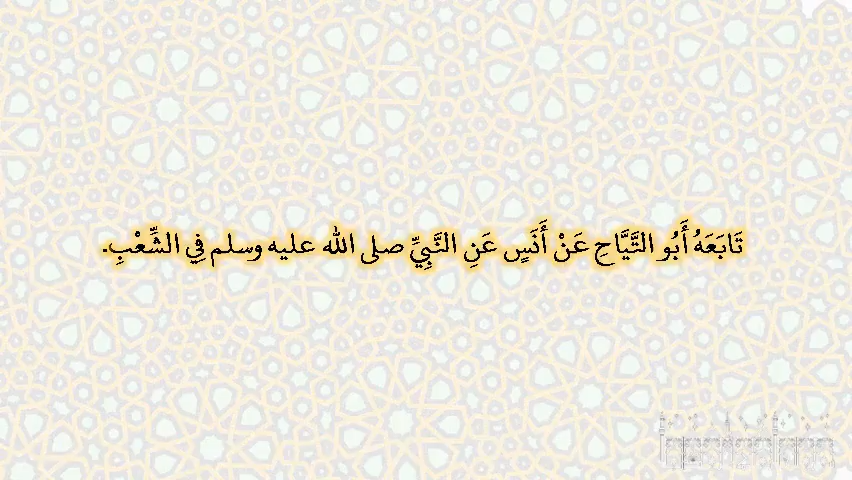 تَابَعَهُ أَبُو التَّيَّاحِ عَنْ أَنَسٍ عَنِ النَّبِيِّ صلى الله عليه وسلم فِي الشِّعْبِ.